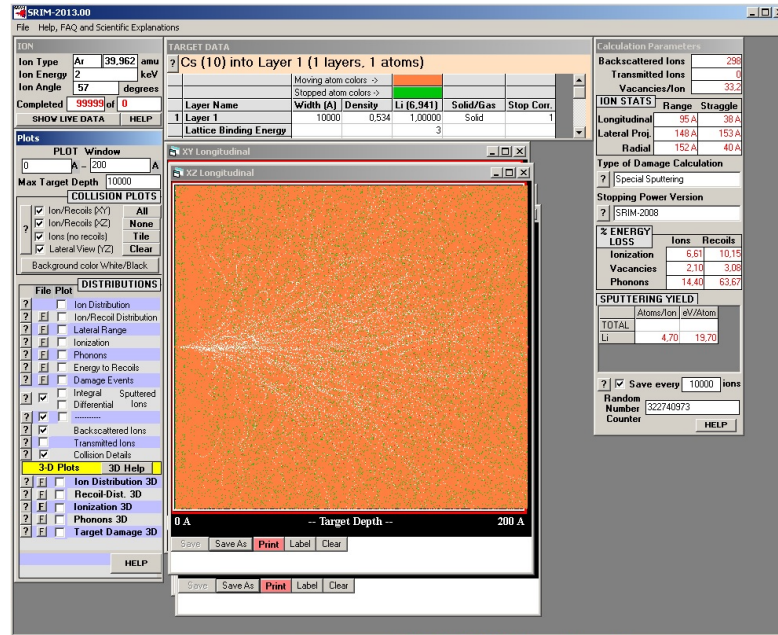 SRIM-2013.00
File Help, FAQ and Scientific Explanations
ION
Ion Type Ar 39,962 amu
Ion Energy 2 keV
Ion Angle 57 degrees
Completed 99999 of 0
SHOW LIVE DATA HELP
TARGET DATA
? Cs (10) into Layer 1 (1 layers, 1 atoms)
Moving atom colors ->
Stopped atom colors ->
Layer Name Width (A) Density Li (6,941) Solid/Gas Stop Corr.
1 Layer 1 10000 0,534 1,00000 Solid 1
Lattice Binding Energy 3
Plots
PLOT Window
0 A - 200 A
Max Target Depth 10000
COLLISION PLOTS
?
Ion/Recoils (XY) All
Ion/Recoils (XZ) None
Ions (no recoils) Tile
Lateral View (YZ) Clear
Background color White/Black
DISTRIBUTIONS
File Plot
? Ion Distribution
? F Ion/Recoil Distribution
? F Lateral Range
? F Ionization
? F Phonons
? F Energy to Recoils
? F Damage Events
? Integral Sputtered
Differential Ions
? -----------
? Backscattered Ions
? Transmitted Ions
? Collision Details
3-D Plots 3D Help
? F Ion Distribution 3D
? F Recoil-Dist. 3D
? F Ionization 3D
? F Phonons 3D
? F Target Damage 3D
HELP
XY Longitudinal
XZ Longitudinal
0 A -- Target Depth -- 200 A
Save Save As Print Label Clear
Save Save As Print Label Clear
Calculation Parameters
Backscattered Ions 298
Transmitted Ions 0
Vacancies/Ion 33,2
ION STATS Range Straggle
Longitudinal 95 A 38 A
Lateral Proj. 148 A 153 A
Radial 152 A 40 A
Type of Damage Calculation
? Special Sputtering
Stopping Power Version
? SRIM-2008
% ENERGY LOSS Ions Recoils
Ionization 6,61 10,15
Vacancies 2,10 3,08
Phonons 14,40 63,67
SPUTTERING YIELD
Atoms/Ion eV/Atom
TOTAL
Li 4,70 19,70
? Save every 10000 ions
Random
Number 322740973
Counter
HELP